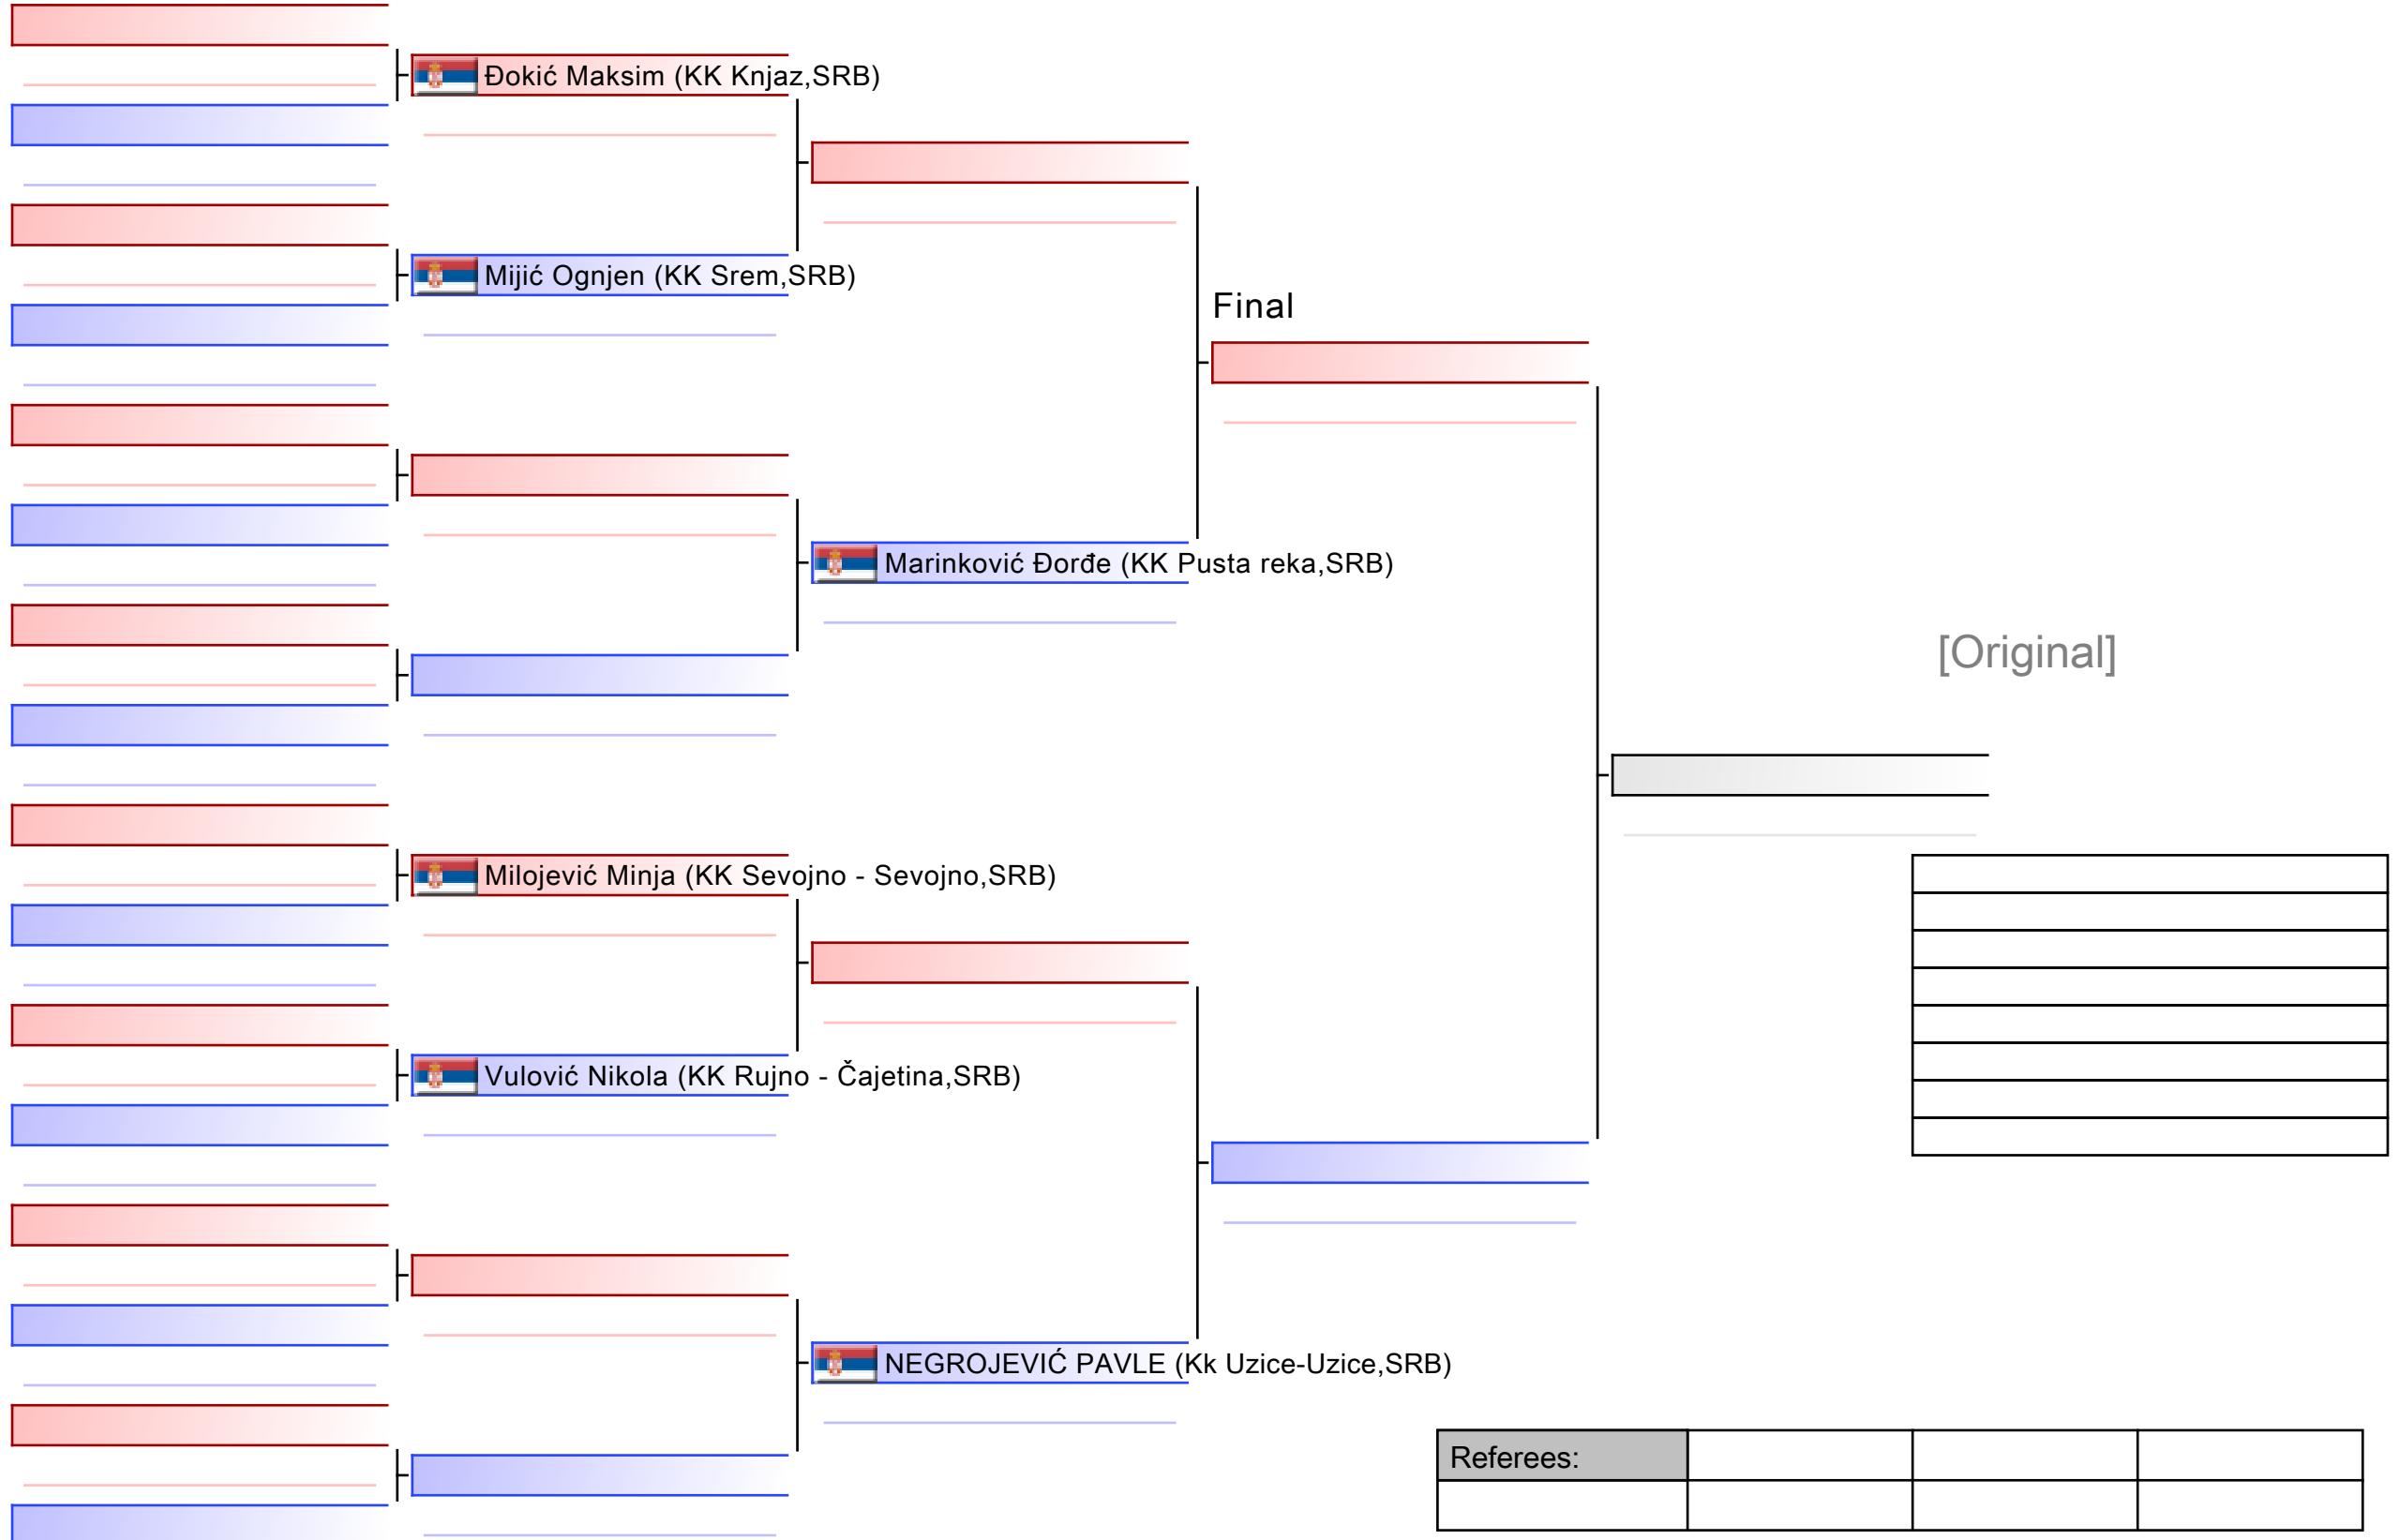 Đokić Maksim (KK Knjaz,SRB)
Mijić Ognjen (KK Srem,SRB)
Final
Marinković Đorđe (KK Pusta reka,SRB)
[Original]
Milojević Minja (KK Sevojno - Sevojno,SRB)
Vulović Nikola (KK Rujno - Čajetina,SRB)
NEGROJEVIĆ PAVLE (Kk Uzice-Uzice,SRB)
Referees: